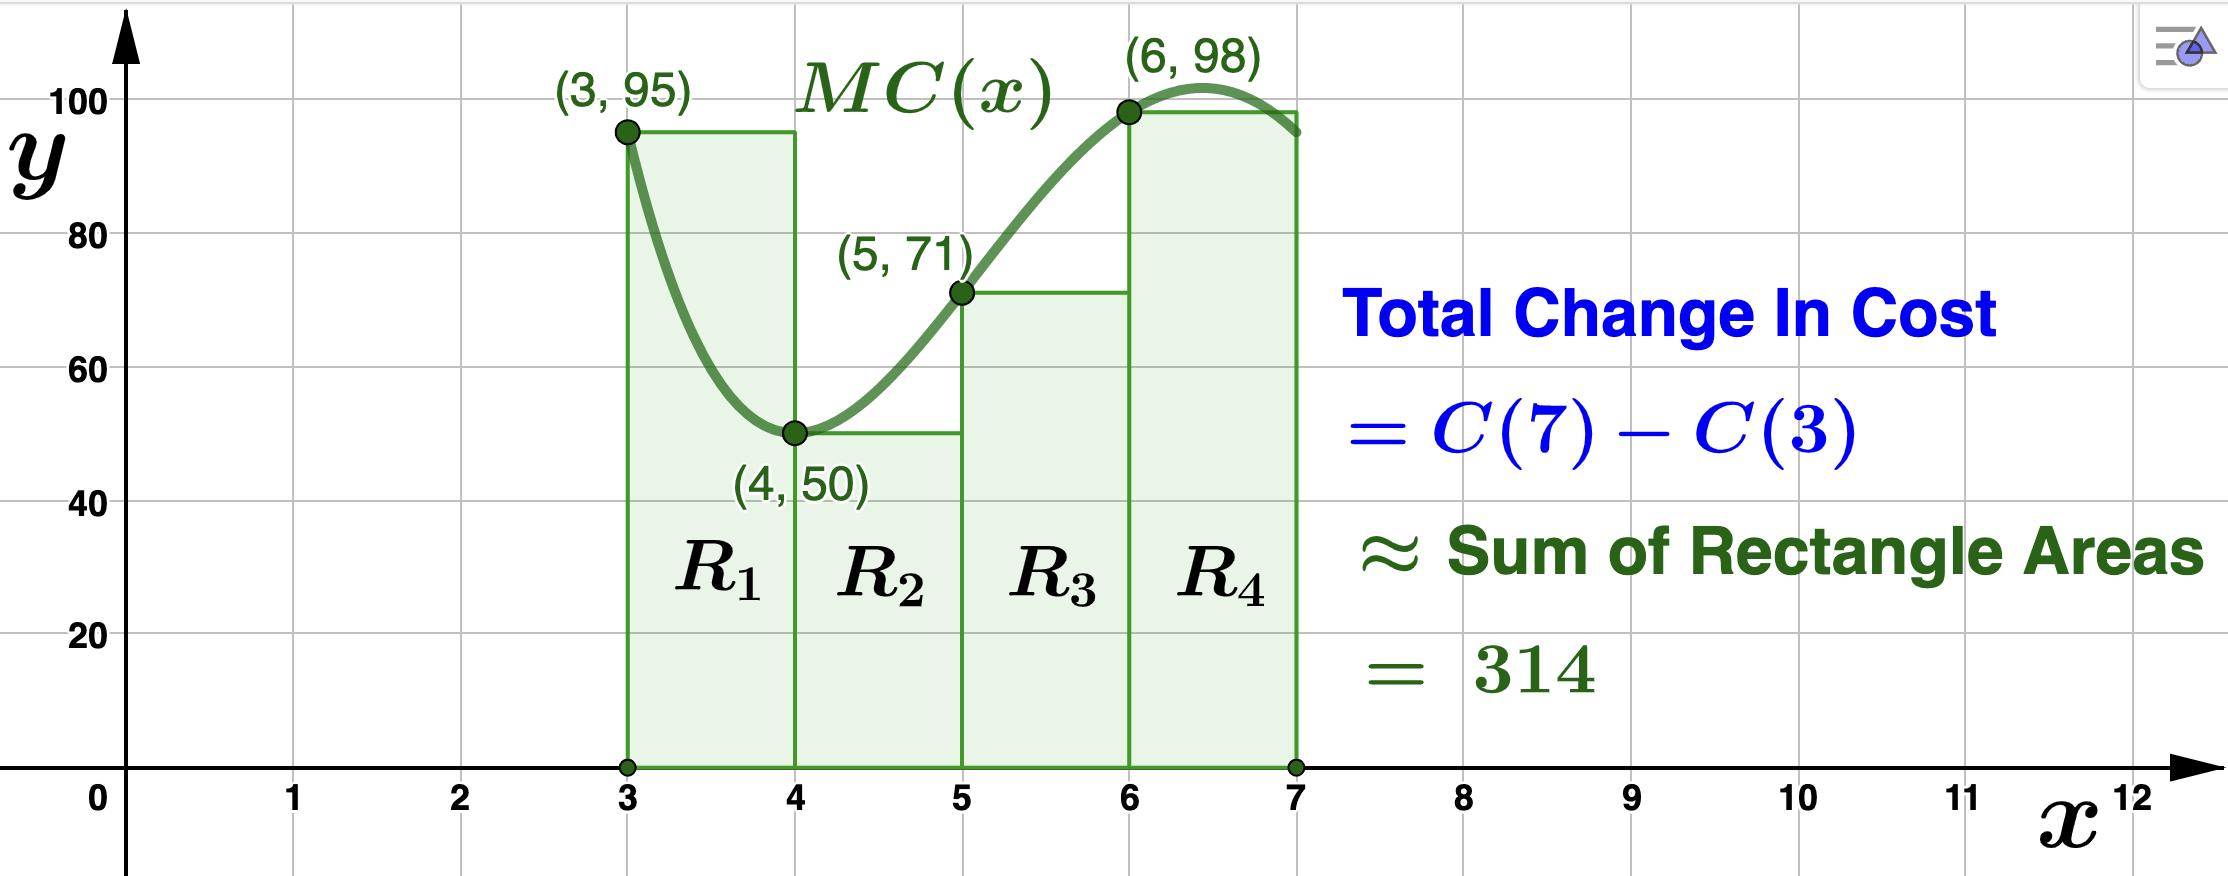 (6, 98)
(3, 95)
MC(x)
100
y
80
(5, 71)
Total Change In Cost
60
= C(7) − C(3)
(4, 50)
40
≈ Sum of Rectangle Areas
R₁ R₂ R₃ R₄
20
= 314
0 1 2 3 4 5 6 7 8 9 10 11 12
x